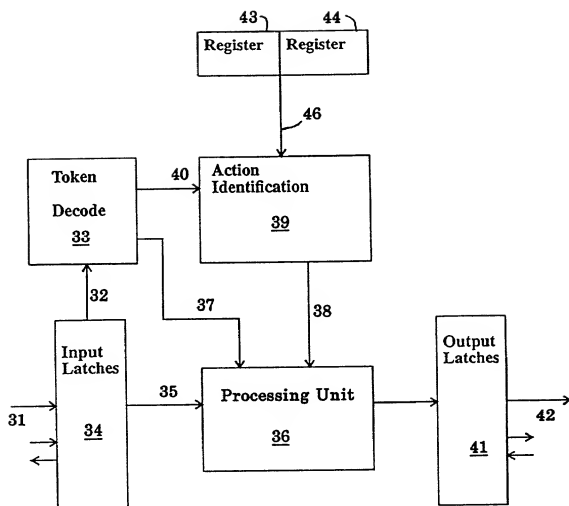 43 44
Register Register
46
Token
Decode
33
40
Action
Identification
39
32
37
38
Input
Latches
34
31
35
Processing Unit
36
Output
Latches
41
42